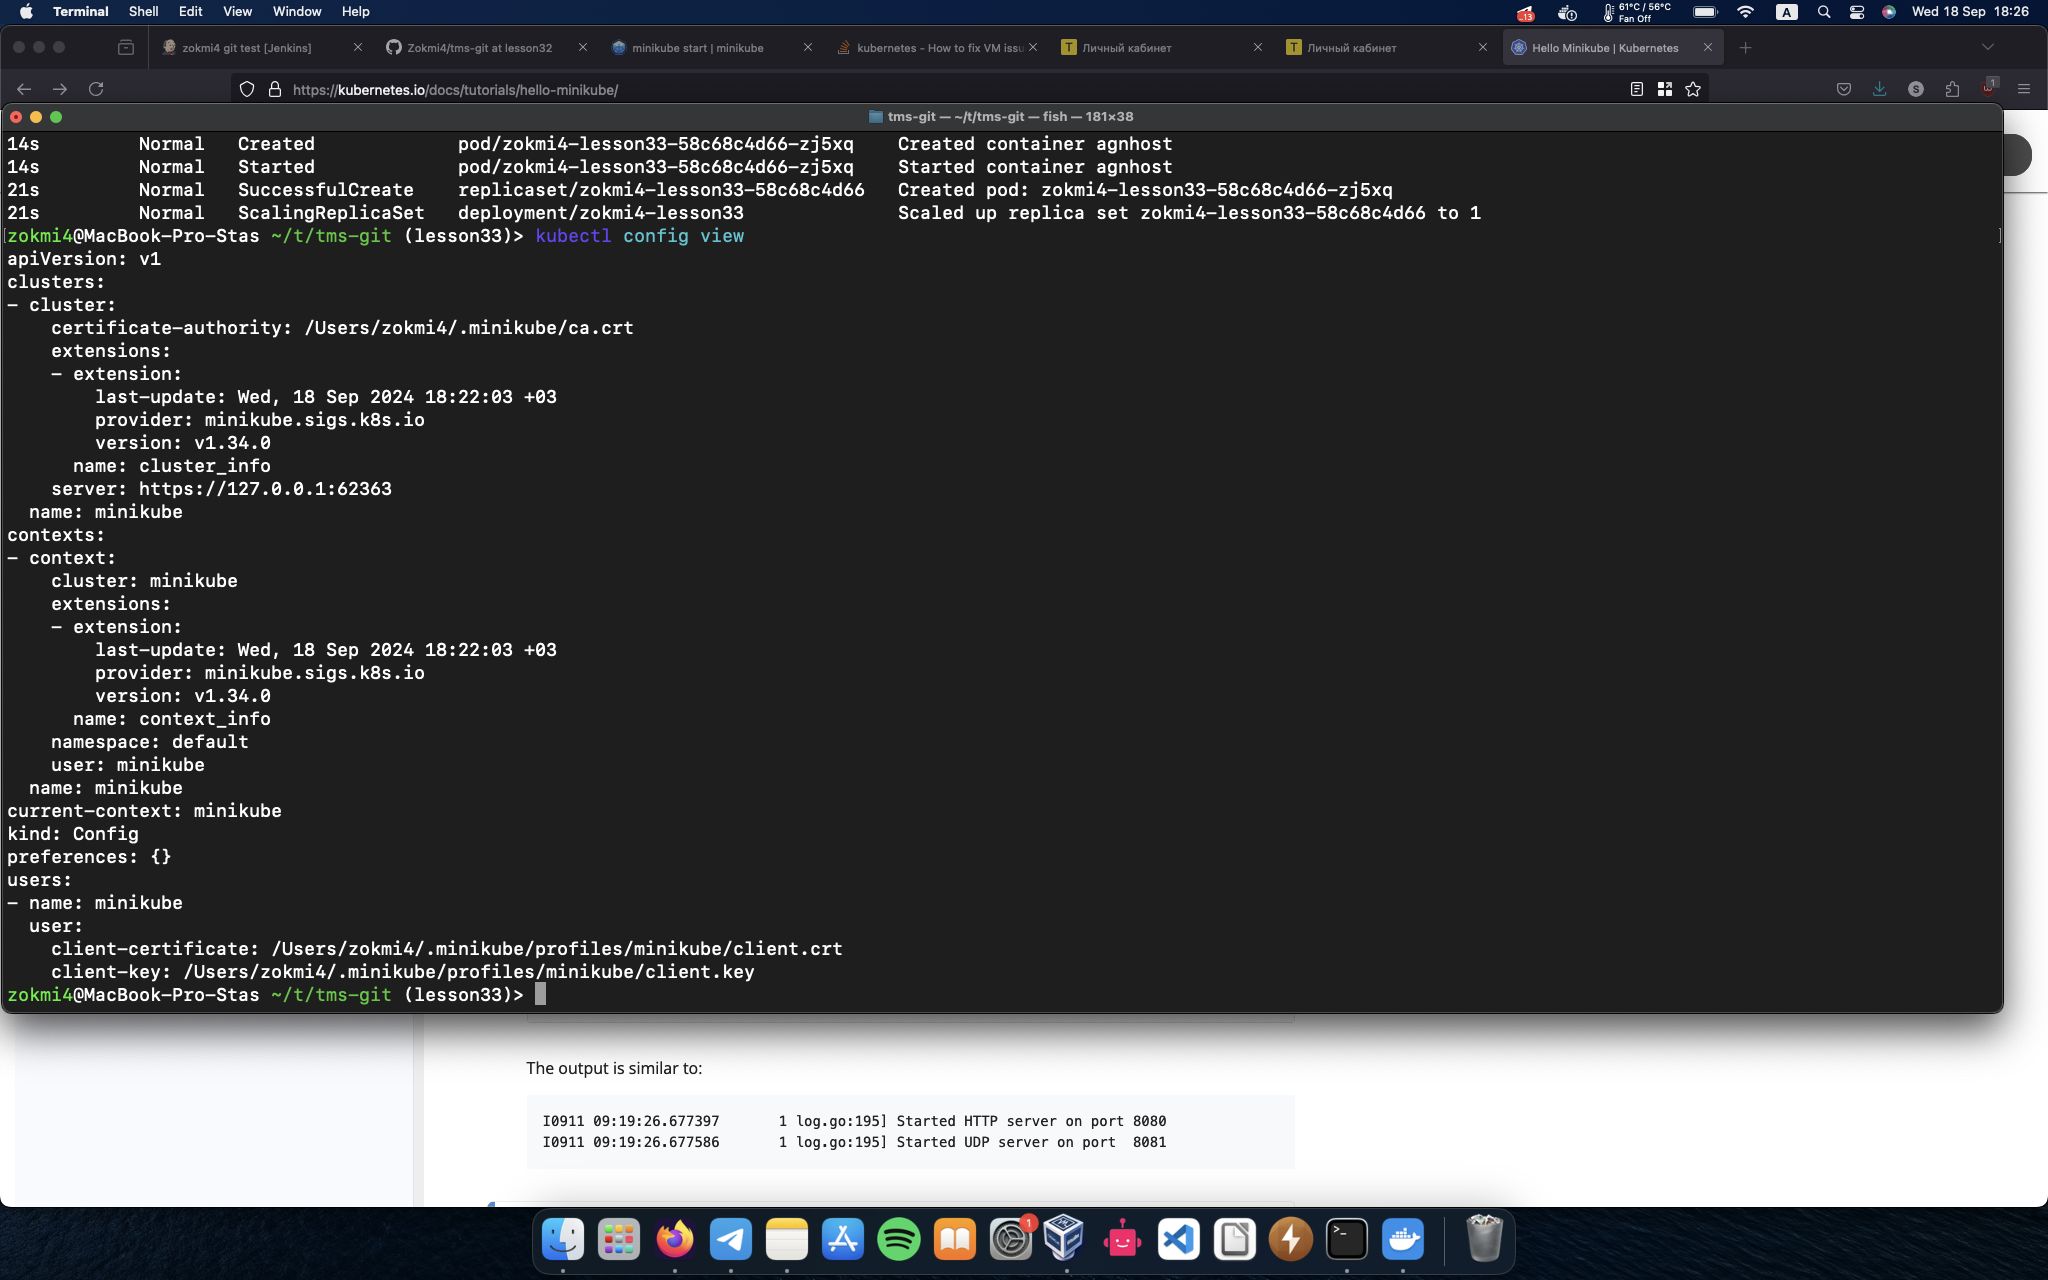 Terminal Shell Edit View Window Help 13 61°C / 56°C Fan Off A Wed 18 Sep 18:26
zokmi4 git test [Jenkins] Zokmi4/tms-git at lesson32 minikube start | minikube kubernetes - How to fix VM issu Личный кабинет Личный кабинет Hello Minikube | Kubernetes
https://kubernetes.io/docs/tutorials/hello-minikube/ S 1
tms-git — ~/t/tms-git — fish — 181×38
14s Normal Created pod/zokmi4-lesson33-58c68c4d66-zj5xq Created container agnhost
14s Normal Started pod/zokmi4-lesson33-58c68c4d66-zj5xq Started container agnhost
21s Normal SuccessfulCreate replicaset/zokmi4-lesson33-58c68c4d66 Created pod: zokmi4-lesson33-58c68c4d66-zj5xq
21s Normal ScalingReplicaSet deployment/zokmi4-lesson33 Scaled up replica set zokmi4-lesson33-58c68c4d66 to 1
zokmi4@MacBook-Pro-Stas ~/t/tms-git (lesson33)> kubectl config view
apiVersion: v1
clusters:
- cluster:
    certificate-authority: /Users/zokmi4/.minikube/ca.crt
    extensions:
    - extension:
        last-update: Wed, 18 Sep 2024 18:22:03 +03
        provider: minikube.sigs.k8s.io
        version: v1.34.0
      name: cluster_info
    server: https://127.0.0.1:62363
  name: minikube
contexts:
- context:
    cluster: minikube
    extensions:
    - extension:
        last-update: Wed, 18 Sep 2024 18:22:03 +03
        provider: minikube.sigs.k8s.io
        version: v1.34.0
      name: context_info
    namespace: default
    user: minikube
  name: minikube
current-context: minikube
kind: Config
preferences: {}
users:
- name: minikube
  user:
    client-certificate: /Users/zokmi4/.minikube/profiles/minikube/client.crt
    client-key: /Users/zokmi4/.minikube/profiles/minikube/client.key
zokmi4@MacBook-Pro-Stas ~/t/tms-git (lesson33)>
The output is similar to:
I0911 09:19:26.677397       1 log.go:195] Started HTTP server on port 8080
I0911 09:19:26.677586       1 log.go:195] Started UDP server on port  8081
1